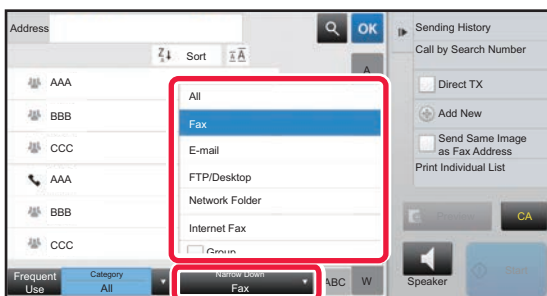 Address
OK
Sort
A
AAA
BBB
CCC
AAA
BBB
CCC
All
Fax
E-mail
FTP/Desktop
Network Folder
Internet Fax
Group
Frequent
Use
Category
All
Narrow Down
Fax
ABC
W
Sending History
Call by Search Number
Direct TX
Add New
Send Same Image
as Fax Address
Print Individual List
CA
Speaker
Start